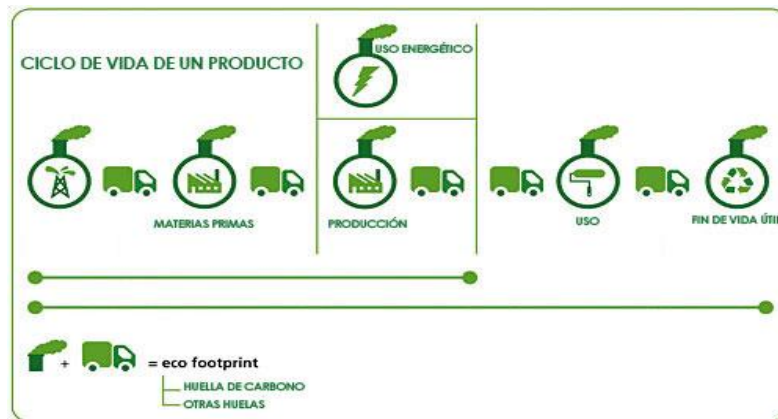 CICLO DE VIDA DE UN PRODUCTO
USO ENERGÉTICO
MATERIAS PRIMAS
PRODUCCIÓN
USO
FIN DE VIDA ÚTIL
+ = eco footprint
HUELLA DE CARBONO
OTRAS HUELAS